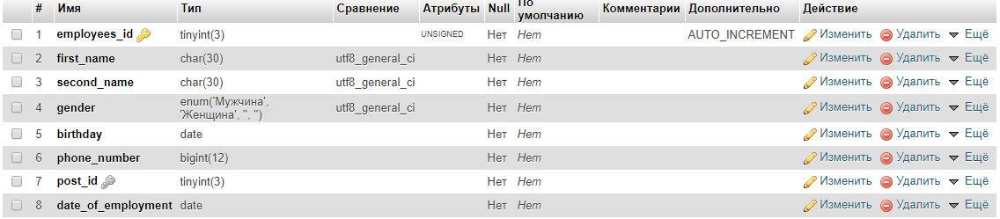 # Имя Тип Сравнение Атрибуты Null По умолчанию Комментарии Дополнительно Действие
1 employees_id tinyint(3) UNSIGNED Нет Нет AUTO_INCREMENT Изменить Удалить Ещё
2 first_name char(30) utf8_general_ci Нет Нет Изменить Удалить Ещё
3 second_name char(30) utf8_general_ci Нет Нет Изменить Удалить Ещё
4 gender enum('Мужчина', 'Женщина', '', '') utf8_general_ci Нет Нет Изменить Удалить Ещё
5 birthday date Нет Нет Изменить Удалить Ещё
6 phone_number bigint(12) Нет Нет Изменить Удалить Ещё
7 post_id tinyint(3) Нет Нет Изменить Удалить Ещё
8 date_of_employment date Нет Нет Изменить Удалить Ещё